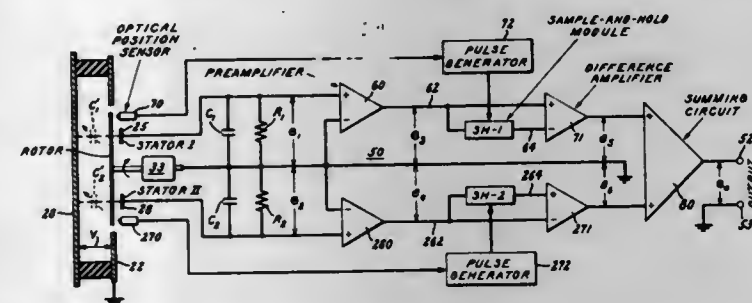 OPTICAL
POSITION
SENSOR
70
C'1
25
STATOR I
ROTOR
33
C'2
STATOR II
28
26
270
V1
22
PREAMPLIFIER
60
62
C1
R1
e1
e3
50
C2
R2
e2
e4
260
262
72
PULSE
GENERATOR
SAMPLE-AND-HOLD
MODULE
SH-1
64
DIFFERENCE
AMPLIFIER
71
e5
SH-2
264
e6
271
PULSE
GENERATOR
272
SUMMING
CIRCUIT
80
52
e0
OUTPUT
53